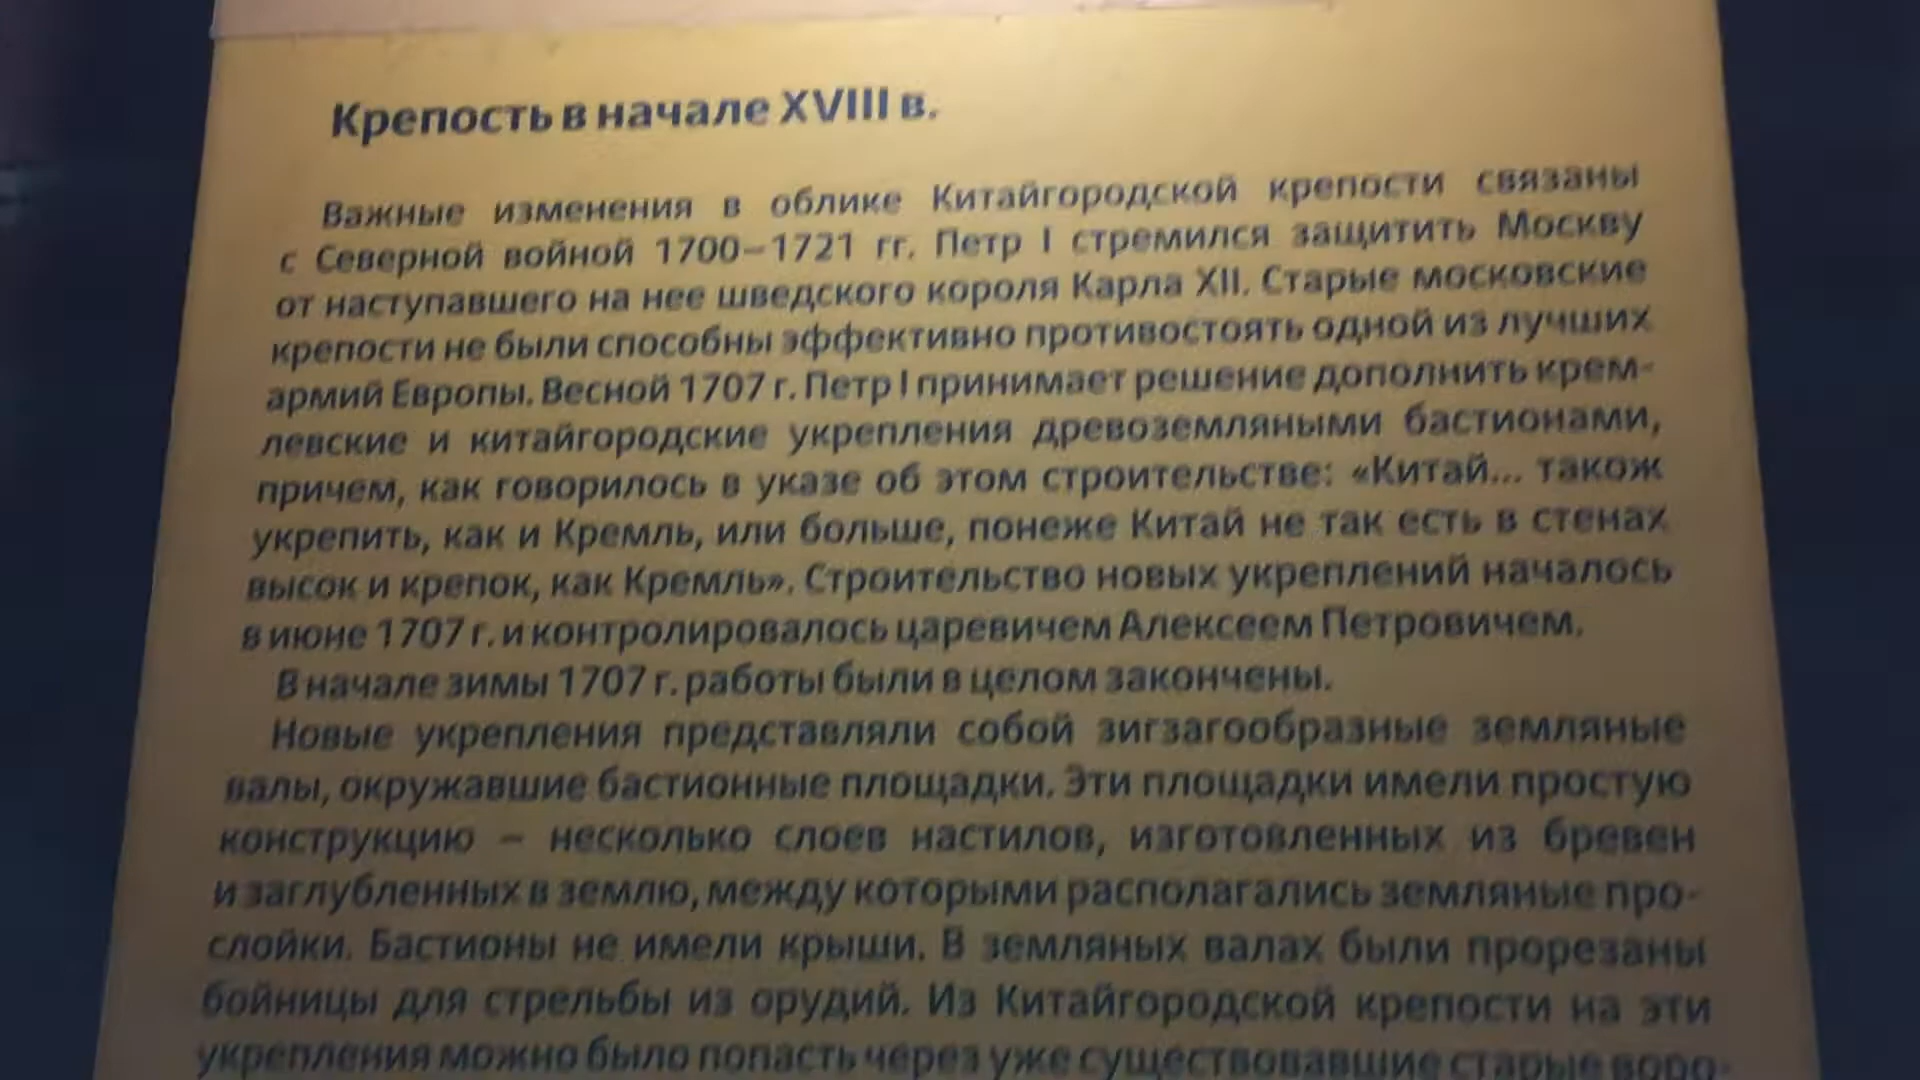 Крепость в начале XVIII в.
Важные изменения в облике Китайгородской крепости связаны
с Северной войной 1700–1721 гг. Петр I стремился защитить Москву
от наступавшего на нее шведского короля Карла XII. Старые московские
крепости не были способны эффективно противостоять одной из лучших
армий Европы. Весной 1707 г. Петр I принимает решение дополнить крем-
левские и китайгородские укрепления древоземляными бастионами,
причем, как говорилось в указе об этом строительстве: «Китай... також
укрепить, как и Кремль, или больше, понеже Китай не так есть в стенах
высок и крепок, как Кремль». Строительство новых укреплений началось
в июне 1707 г. и контролировалось царевичем Алексеем Петровичем.
В начале зимы 1707 г. работы были в целом закончены.
Новые укрепления представляли собой зигзагообразные земляные
валы, окружавшие бастионные площадки. Эти площадки имели простую
конструкцию – несколько слоев настилов, изготовленных из бревен
и заглубленных в землю, между которыми располагались земляные про-
слойки. Бастионы не имели крыши. В земляных валах были прорезаны
бойницы для стрельбы из орудий. Из Китайгородской крепости на эти
укрепления можно было попасть через уже существовавшие старые воро-